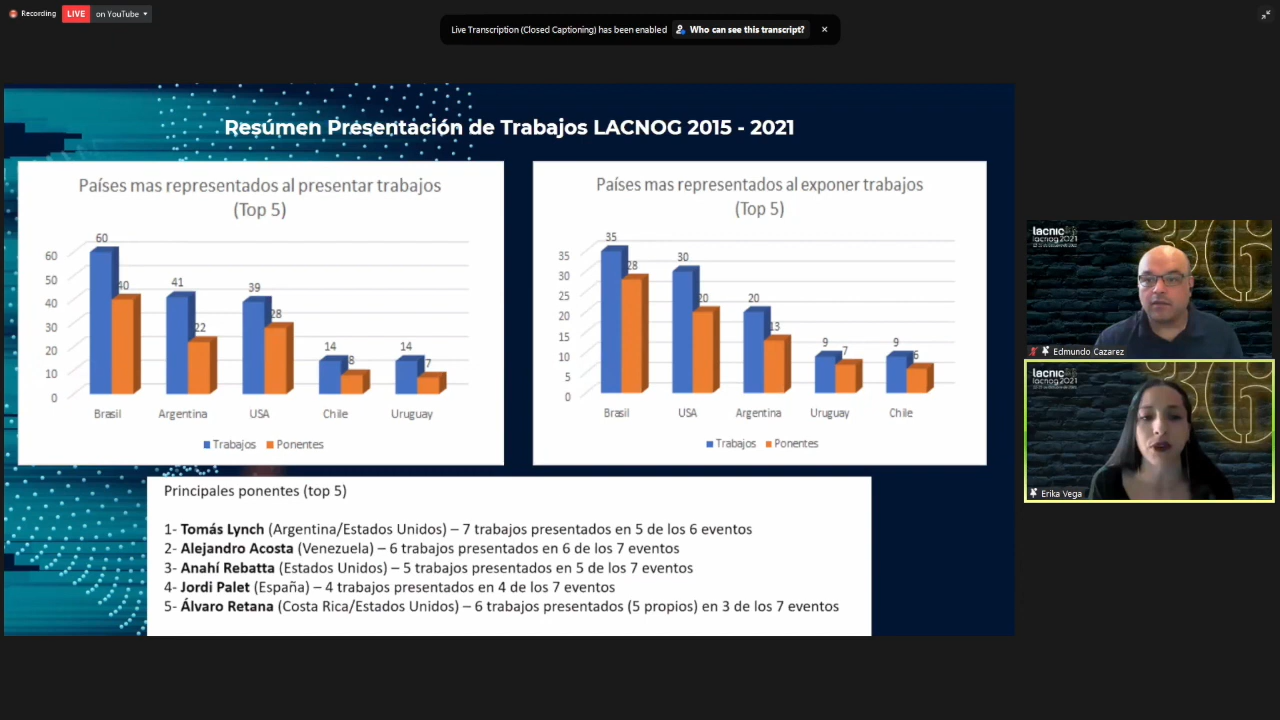 Recording
LIVE
on YouTube
Live Transcription (Closed Captioning) has been enabled
Who can see this transcript?
Resúmen Presentación de Trabajos LACNOG 2015 - 2021
Países mas representados al presentar trabajos
(Top 5)
60
50
40
30
20
10
0
60
40
41
22
39
28
14
8
14
7
Brasil
Argentina
USA
Chile
Uruguay
Trabajos
Ponentes
Países mas representados al exponer trabajos
(Top 5)
35
30
25
20
15
10
5
0
35
28
30
20
20
13
9
7
9
6
Brasil
USA
Argentina
Uruguay
Chile
Trabajos
Ponentes
Principales ponentes (top 5)
1- Tomás Lynch (Argentina/Estados Unidos) – 7 trabajos presentados en 5 de los 6 eventos
2- Alejandro Acosta (Venezuela) – 6 trabajos presentados en 6 de los 7 eventos
3- Anahí Rebatta (Estados Unidos) – 5 trabajos presentados en 5 de los 7 eventos
4- Jordi Palet (España) – 4 trabajos presentados en 4 de los 7 eventos
5- Álvaro Retana (Costa Rica/Estados Unidos) – 6 trabajos presentados (5 propios) en 3 de los 7 eventos
lacnic36
lacnog2021
Edmundo Cazarez
lacnic36
lacnog2021
Erika Vega